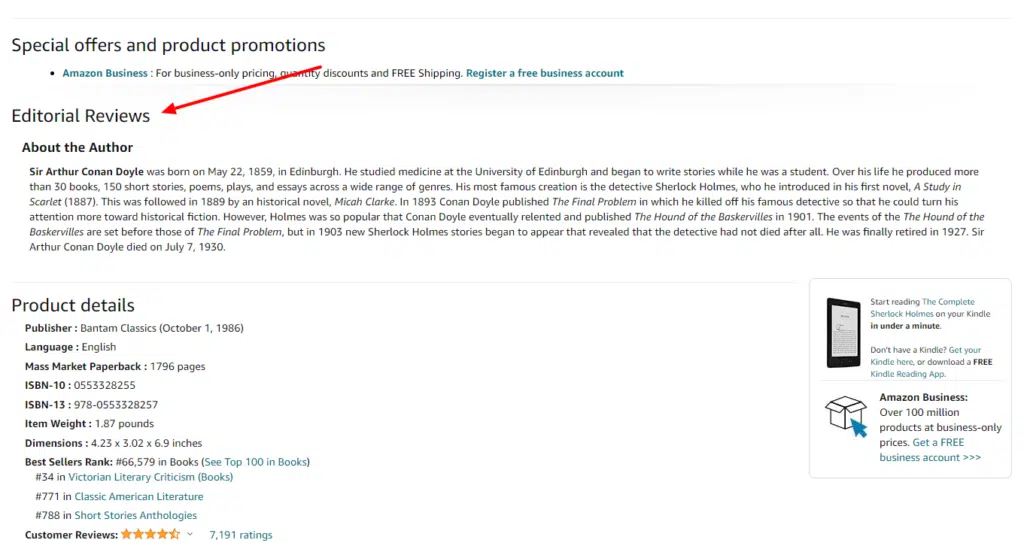 Special offers and product promotions
• Amazon Business : For business-only pricing, quantity discounts and FREE Shipping. Register a free business account
Editorial Reviews
About the Author
Sir Arthur Conan Doyle was born on May 22, 1859, in Edinburgh. He studied medicine at the University of Edinburgh and began to write stories while he was a student. Over his life he produced more
than 30 books, 150 short stories, poems, plays, and essays across a wide range of genres. His most famous creation is the detective Sherlock Holmes, who he introduced in his first novel, A Study in
Scarlet (1887). This was followed in 1889 by an historical novel, Micah Clarke. In 1893 Conan Doyle published The Final Problem in which he killed off his famous detective so that he could turn his
attention more toward historical fiction. However, Holmes was so popular that Conan Doyle eventually relented and published The Hound of the Baskervilles in 1901. The events of the The Hound of the
Baskervilles are set before those of The Final Problem, but in 1903 new Sherlock Holmes stories began to appear that revealed that the detective had not died after all. He was finally retired in 1927. Sir
Arthur Conan Doyle died on July 7, 1930.
Product details
Publisher : Bantam Classics (October 1, 1986)
Language : English
Mass Market Paperback : 1796 pages
ISBN-10 : 0553328255
ISBN-13 : 978-0553328257
Item Weight : 1.87 pounds
Dimensions : 4.23 x 3.02 x 6.9 inches
Best Sellers Rank: #66,579 in Books (See Top 100 in Books)
#34 in Victorian Literary Criticism (Books)
#771 in Classic American Literature
#788 in Short Stories Anthologies
Customer Reviews: 7,191 ratings
Start reading The Complete
Sherlock Holmes on your Kindle
in under a minute.
Don't have a Kindle? Get your
Kindle here, or download a FREE
Kindle Reading App.
Amazon Business:
Over 100 million
products at business-only
prices. Get a FREE
business account >>>